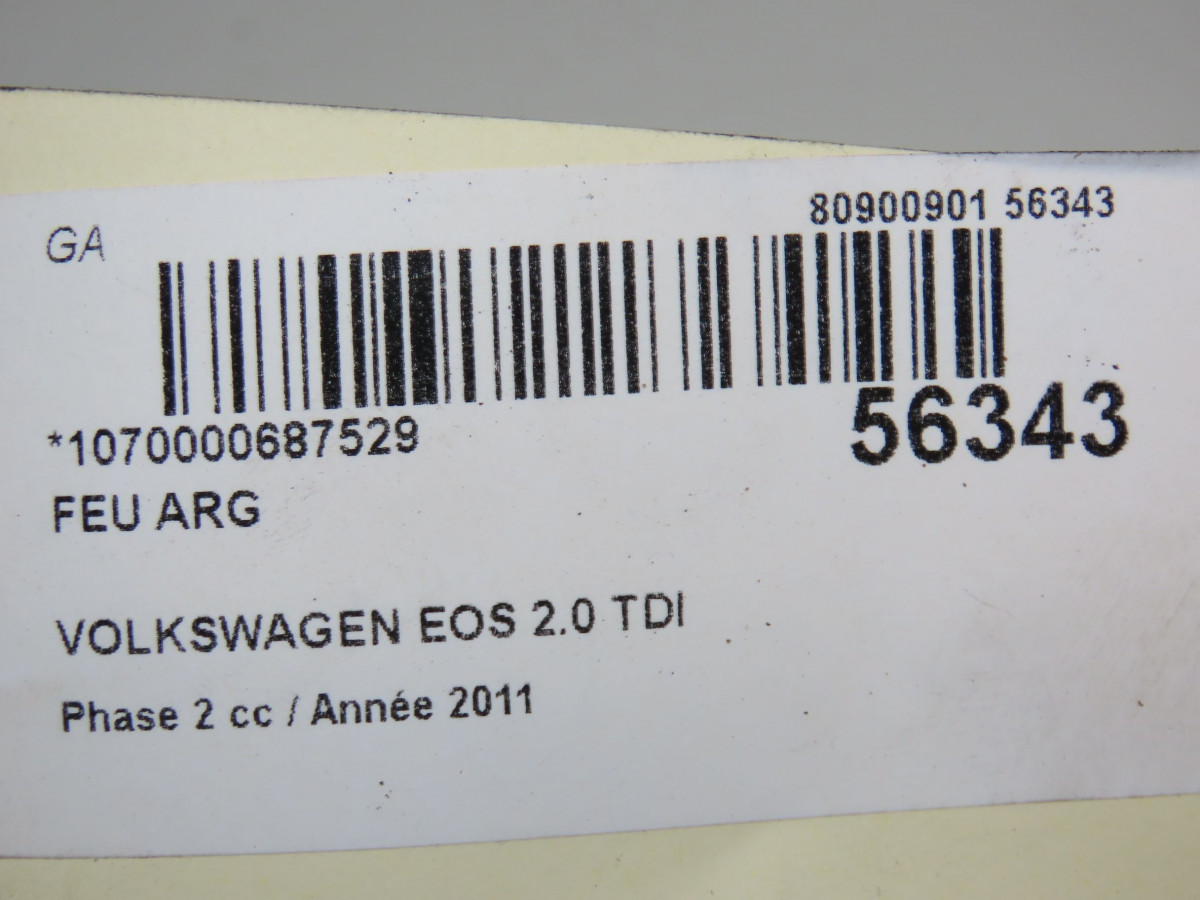 GA
80900901 56343
*1070000687529
56343
FEU ARG
VOLKSWAGEN EOS 2.0 TDI
Phase 2 cc / Année 2011